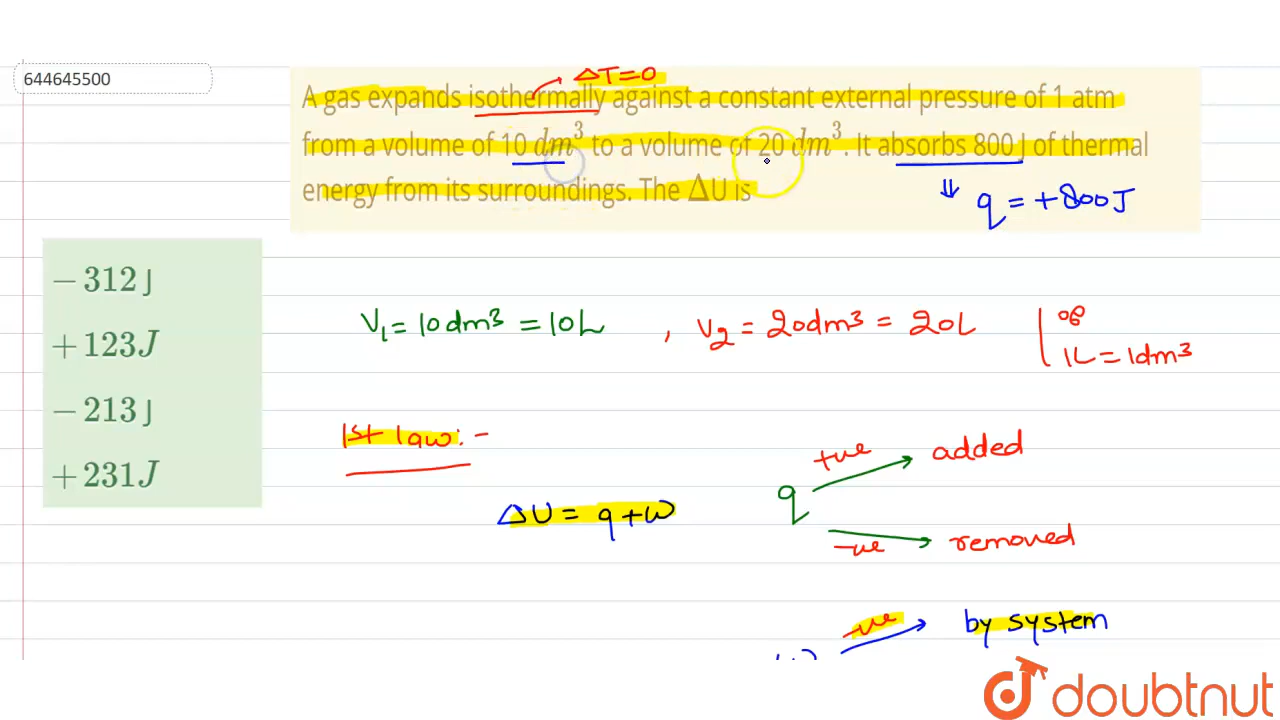 644645500
ΔT=0
A gas expands isothermally against a constant external pressure of 1 atm
from a volume of 10 dm³ to a volume of 20 dm³. It absorbs 800 J of thermal
energy from its surroundings. The ΔU is
⇓ q = +800J
−312 J
+123J
−213 J
+231J
V₁ = 10dm³ = 10L , V₂ = 20dm³ = 20L
as
1L = 1dm³
Ist law: -
ΔU = q+w
q
+ve added
-ve removed
-ve by system
doubtnut